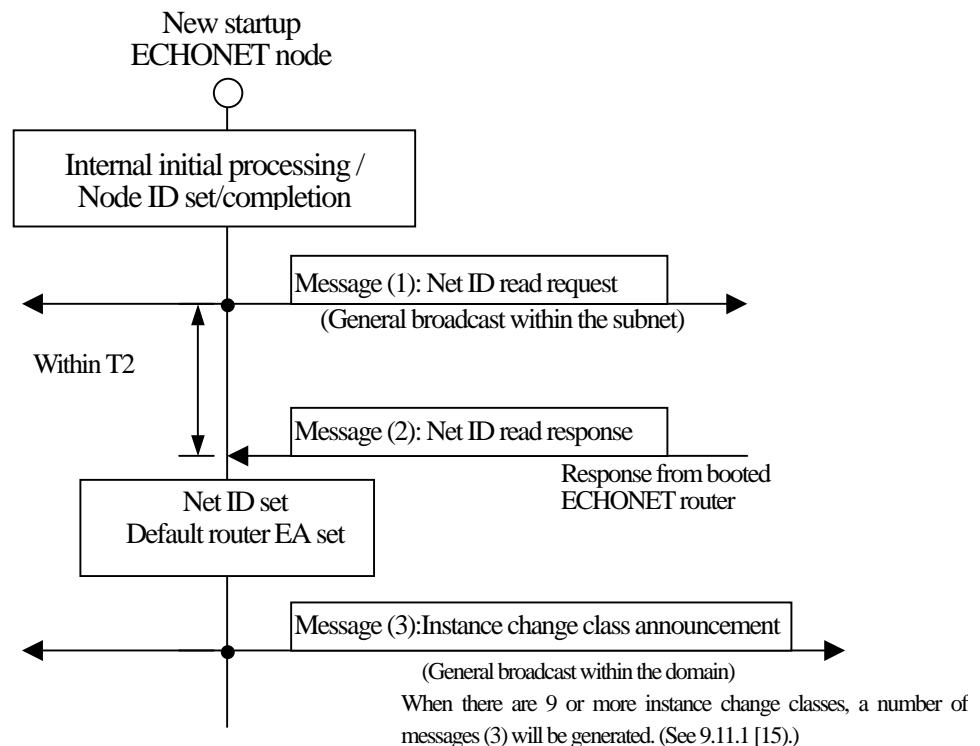 New startup
ECHONET node
Internal initial processing /
Node ID set/completion
Message (1): Net ID read request
(General broadcast within the subnet)
Within T2
Message (2): Net ID read response
Response from booted
ECHONET router
Net ID set
Default router EA set
Message (3):Instance change class announcement
(General broadcast within the domain)
When there are 9 or more instance change classes, a number of
messages (3) will be generated. (See 9.11.1 [15).)